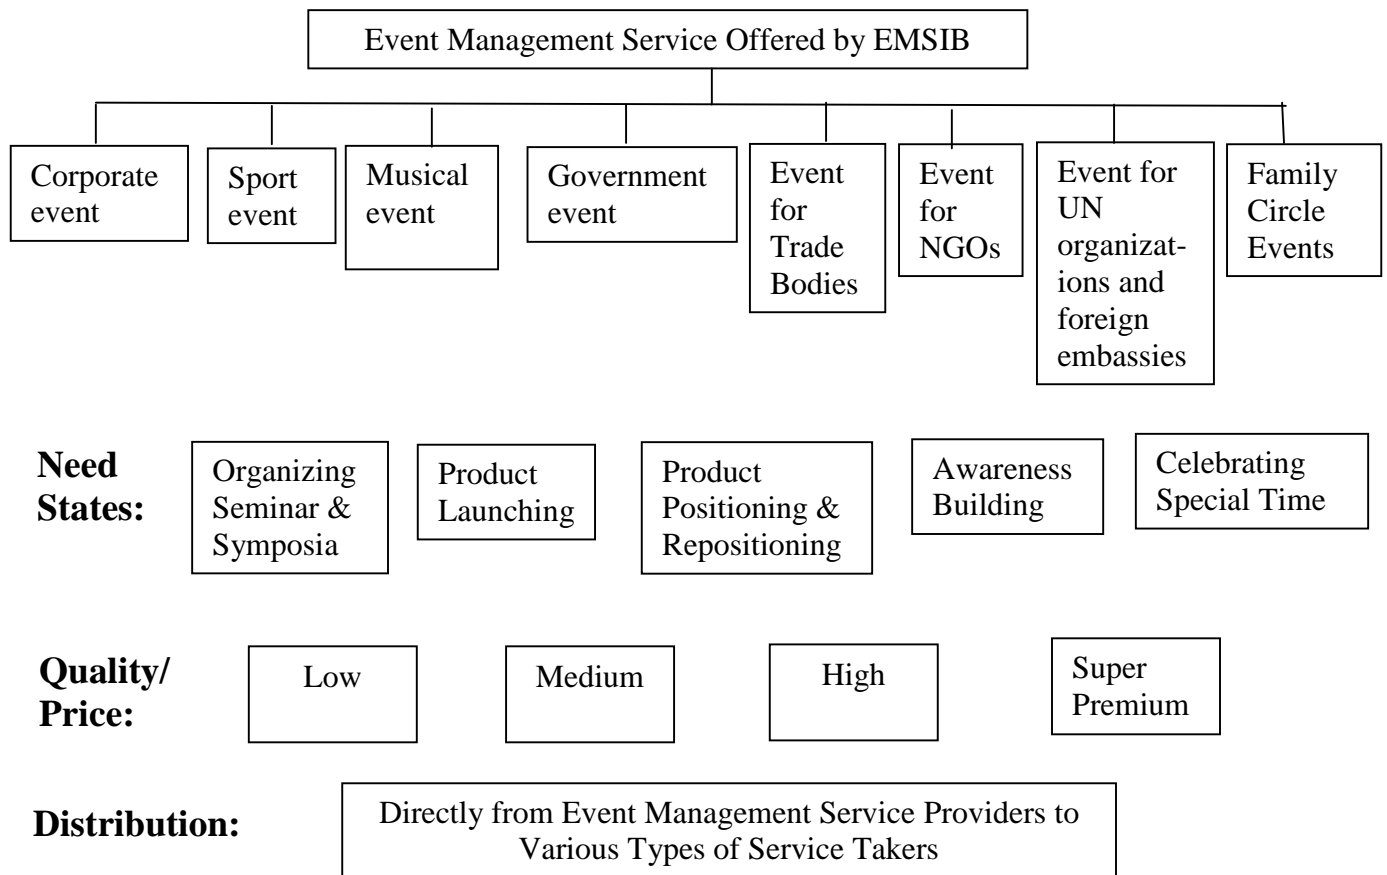 Event Management Service Offered by EMSIB
Corporate
event
Sport
event
Musical
event
Government
event
Event
for
Trade
Bodies
Event
for
NGOs
Event for
UN
organizat-
ions and
foreign
embassies
Family
Circle
Events
Need
States:
Organizing
Seminar &
Symposia
Product
Launching
Product
Positioning &
Repositioning
Awareness
Building
Celebrating
Special Time
Quality/
Price:
Low
Medium
High
Super
Premium
Distribution:
Directly from Event Management Service Providers to
Various Types of Service Takers